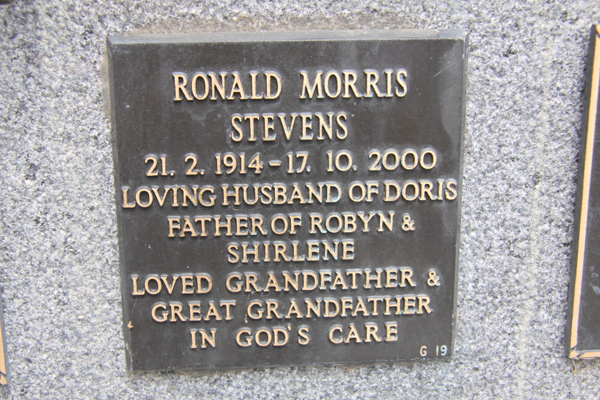 RONALD MORRIS
STEVENS
21. 2. 1914 - 17. 10. 2000
LOVING HUSBAND OF DORIS
FATHER OF ROBYN &
SHIRLENE
LOVED GRANDFATHER &
GREAT GRANDFATHER
IN GOD'S CARE
G 19